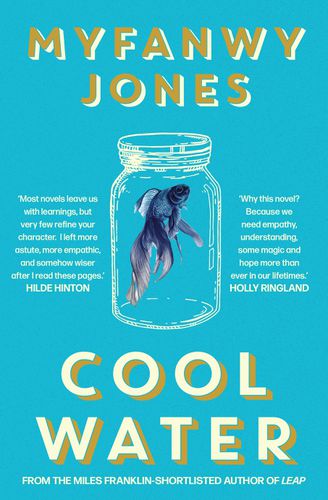 MYFANWY
JONES
'Most novels leave us
with learnings, but
very few refine your
character. I left more
astute, more empathic,
and somehow wiser
after I read these pages.'
HILDE HINTON
'Why this novel?
Because we
need empathy,
understanding,
some magic and
hope more than
ever in our lifetimes.'
HOLLY RINGLAND
COOL
WATER
FROM THE MILES FRANKLIN-SHORTLISTED AUTHOR OF LEAP